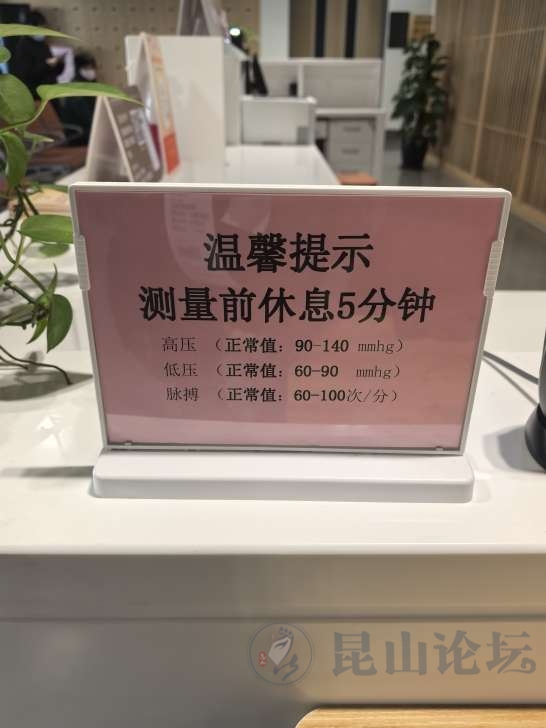 温馨提示
测量前休息5分钟
高压 （正常值：90-140 mmhg）
低压 （正常值：60-90 mmhg）
脉搏 （正常值：60-100次/分）
昆山论坛